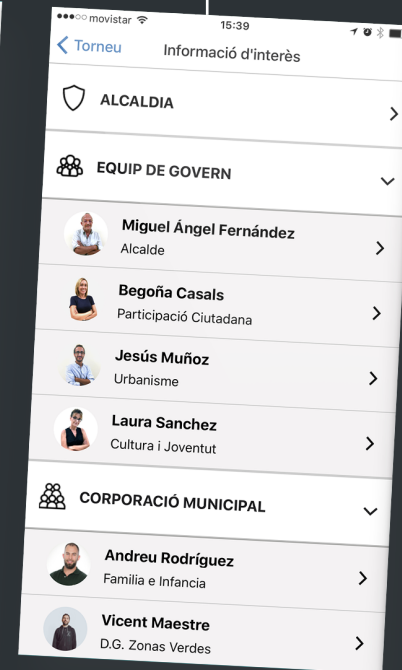 movistar
15:39
Torneu
Informació d'interès
ALCALDIA
EQUIP DE GOVERN
Miguel Ángel Fernández
Alcalde
Begoña Casals
Participació Ciutadana
Jesús Muñoz
Urbanisme
Laura Sanchez
Cultura i Joventut
CORPORACIÓ MUNICIPAL
Andreu Rodríguez
Familia e Infancia
Vicent Maestre
D.G. Zonas Verdes